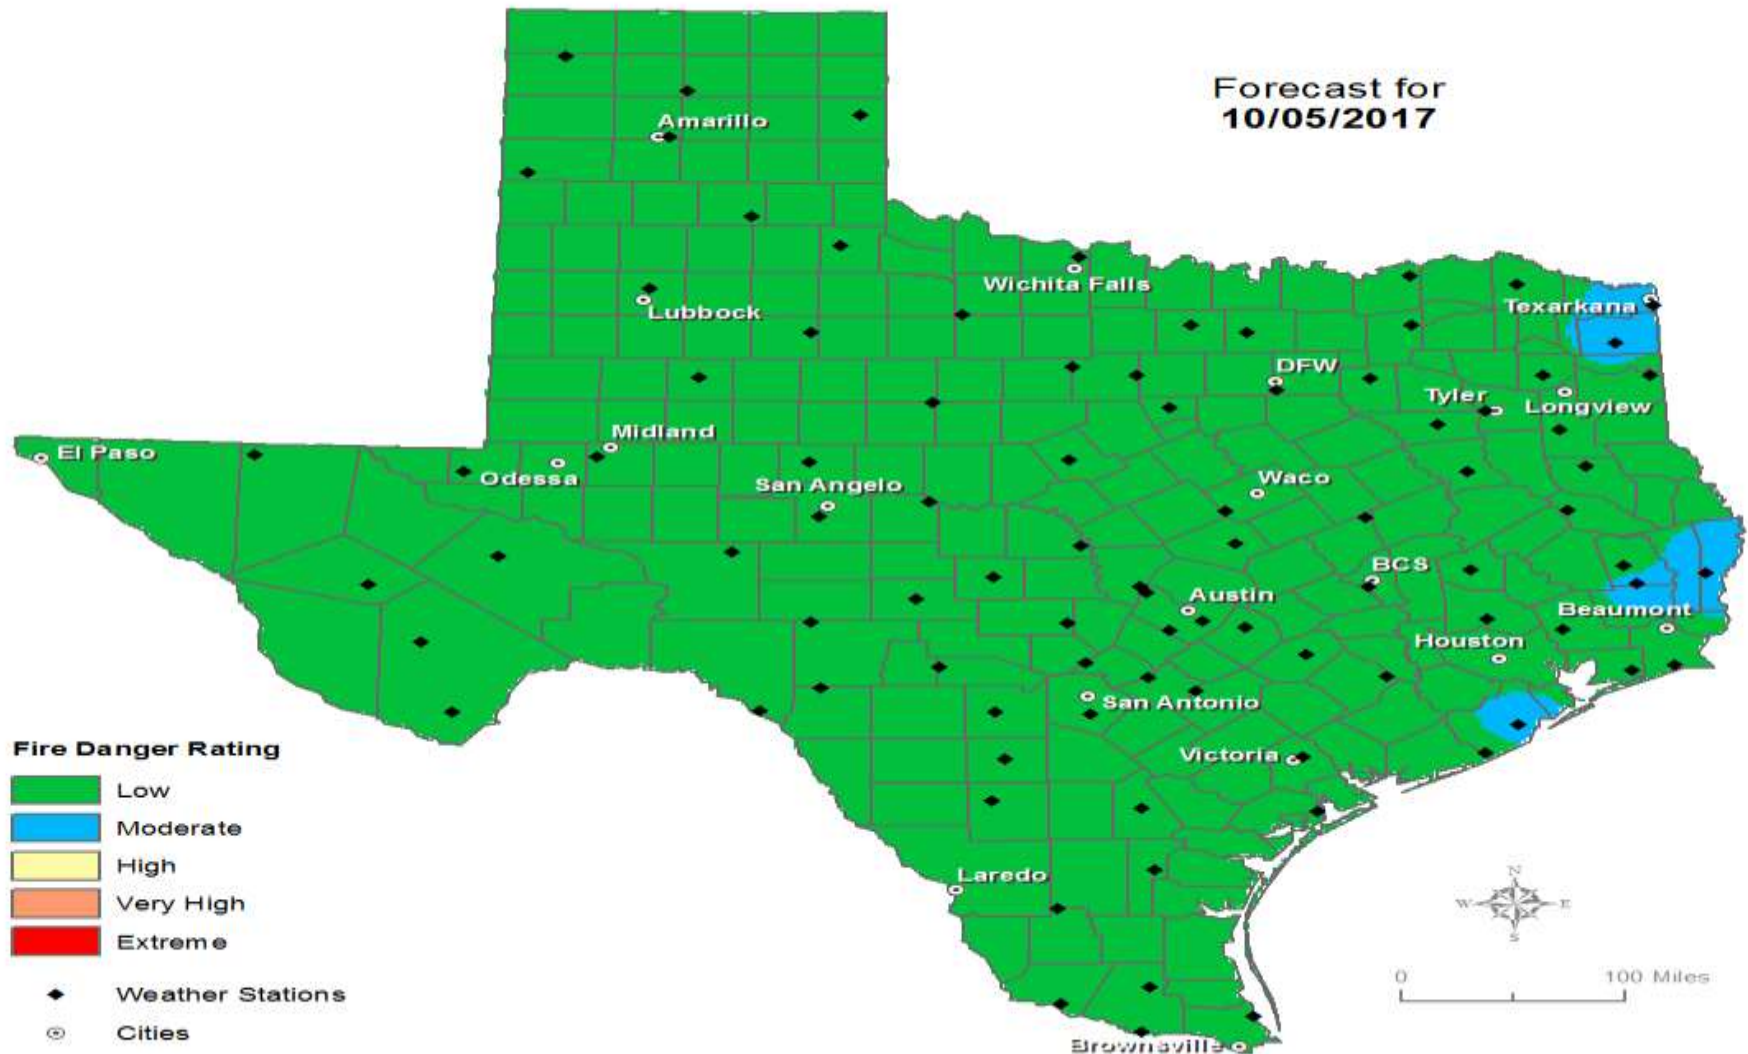 Forecast for
10/05/2017
Amarillo
Wichita Falls
Lubbock
Texarkana
DFW
Tyler
Longview
Midland
El Paso
Odessa
San Angelo
Waco
BCS
Austin
Beaumont
Houston
San Antonio
Victoria
Laredo
Brownsville
Fire Danger Rating
Low
Moderate
High
Very High
Extreme
Weather Stations
Cities
N
W
E
S
0
100 Miles